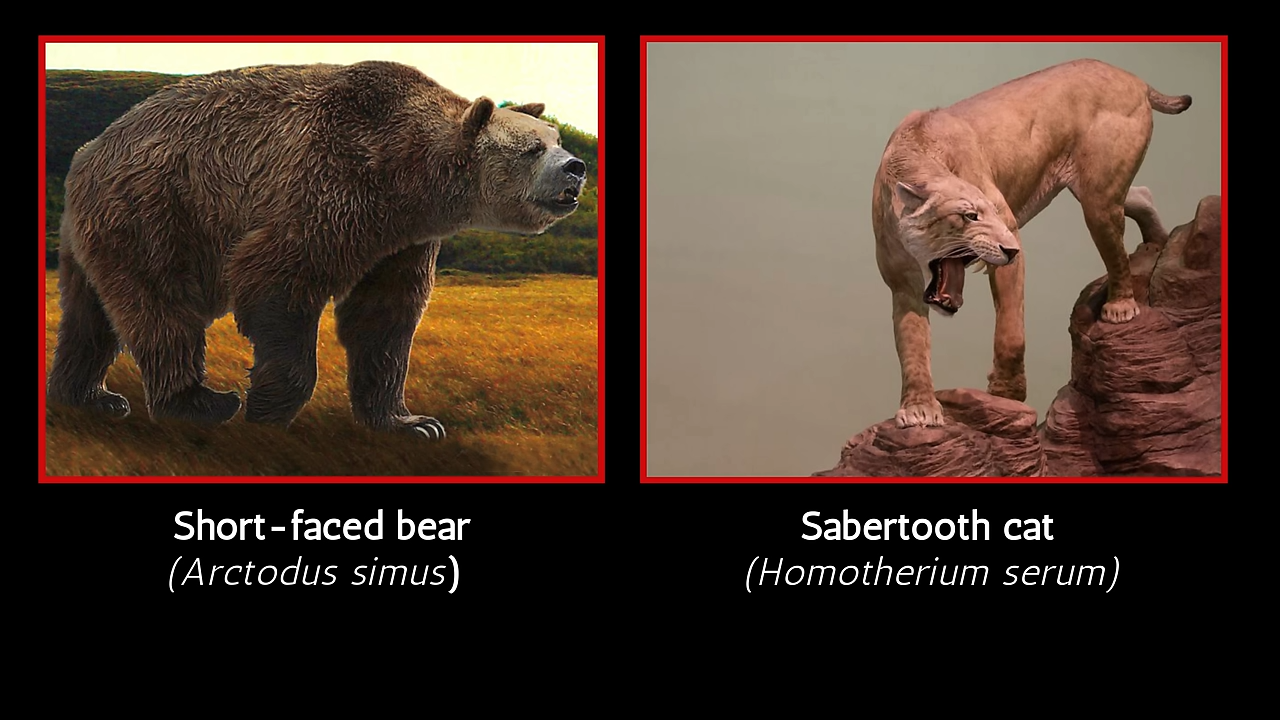 Short-faced bear
(Arctodus simus)
Sabertooth cat
(Homotherium serum)